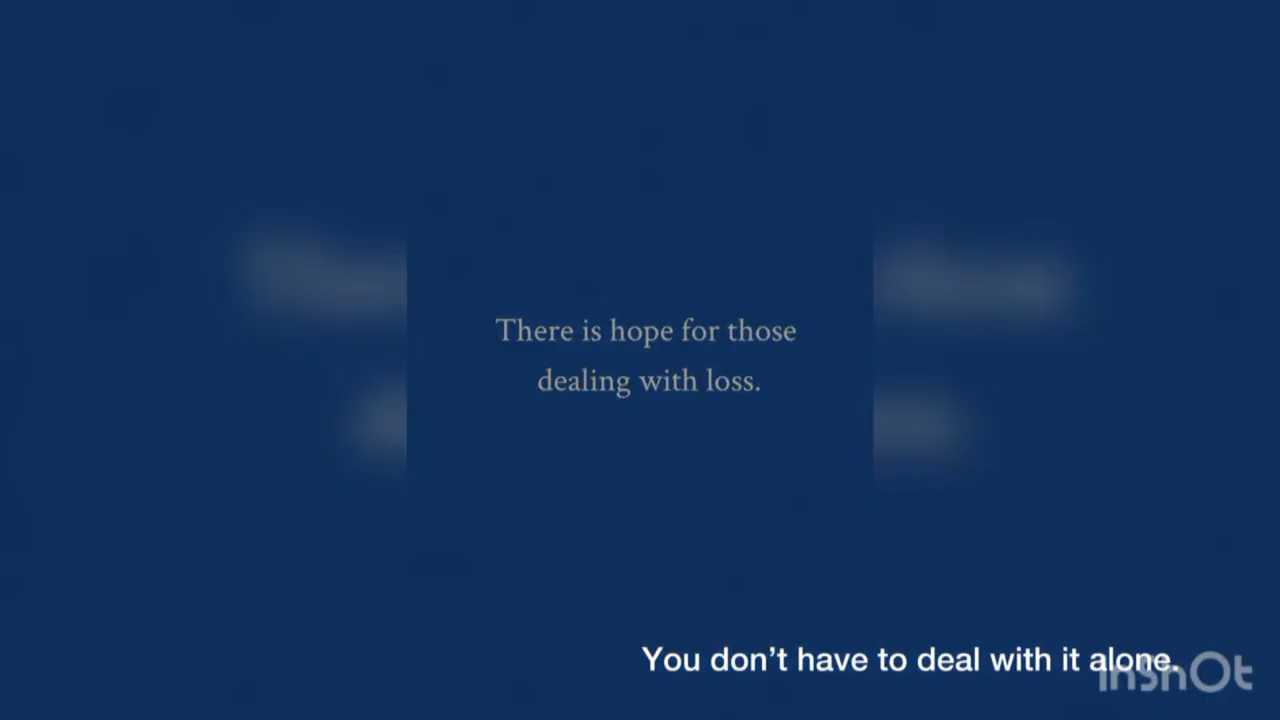 There is hope for those
dealing with loss.
You don't have to deal with it alone.
InShOt